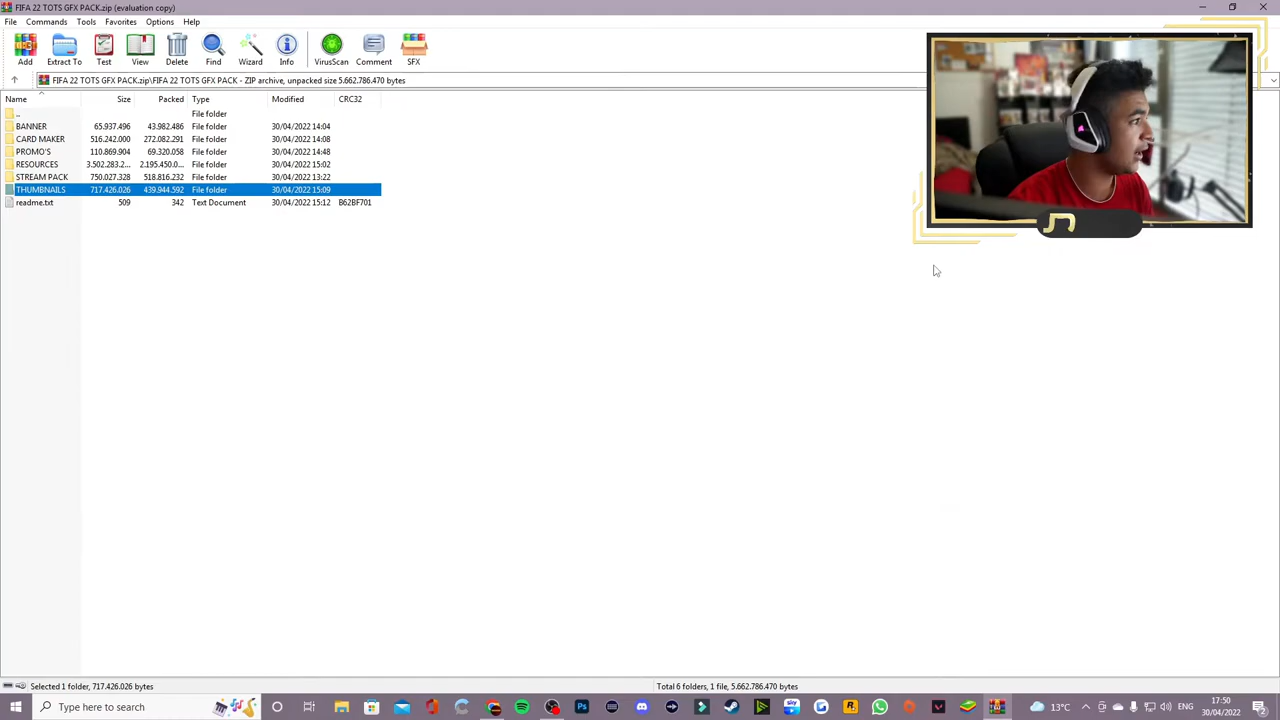 FIFA 22 TOTS GFX PACK.zip (evaluation copy)
File Commands Tools Favorites Options Help
Add Extract To Test View Delete Find Wizard Info VirusScan Comment SFX
FIFA 22 TOTS GFX PACK.zip\FIFA 22 TOTS GFX PACK - ZIP archive, unpacked size 5.662.786.470 bytes
Name Size Packed Type Modified CRC32
.. File folder
BANNER 65.937.496 43.982.486 File folder 30/04/2022 14:04
CARD MAKER 516.242.000 272.082.291 File folder 30/04/2022 14:08
PROMO'S 110.869.904 69.320.058 File folder 30/04/2022 14:48
RESOURCES 3.502.283.2... 2.195.450.0... File folder 30/04/2022 15:02
STREAM PACK 750.027.328 518.816.232 File folder 30/04/2022 13:22
THUMBNAILS 717.426.026 439.944.592 File folder 30/04/2022 15:09
readme.txt 509 342 Text Document 30/04/2022 15:12 B62BF701
Selected 1 folder, 717.426.026 bytes
Total 6 folders, 1 file, 5.662.786.470 bytes
Type here to search
13°C
ENG
17:50
30/04/2022